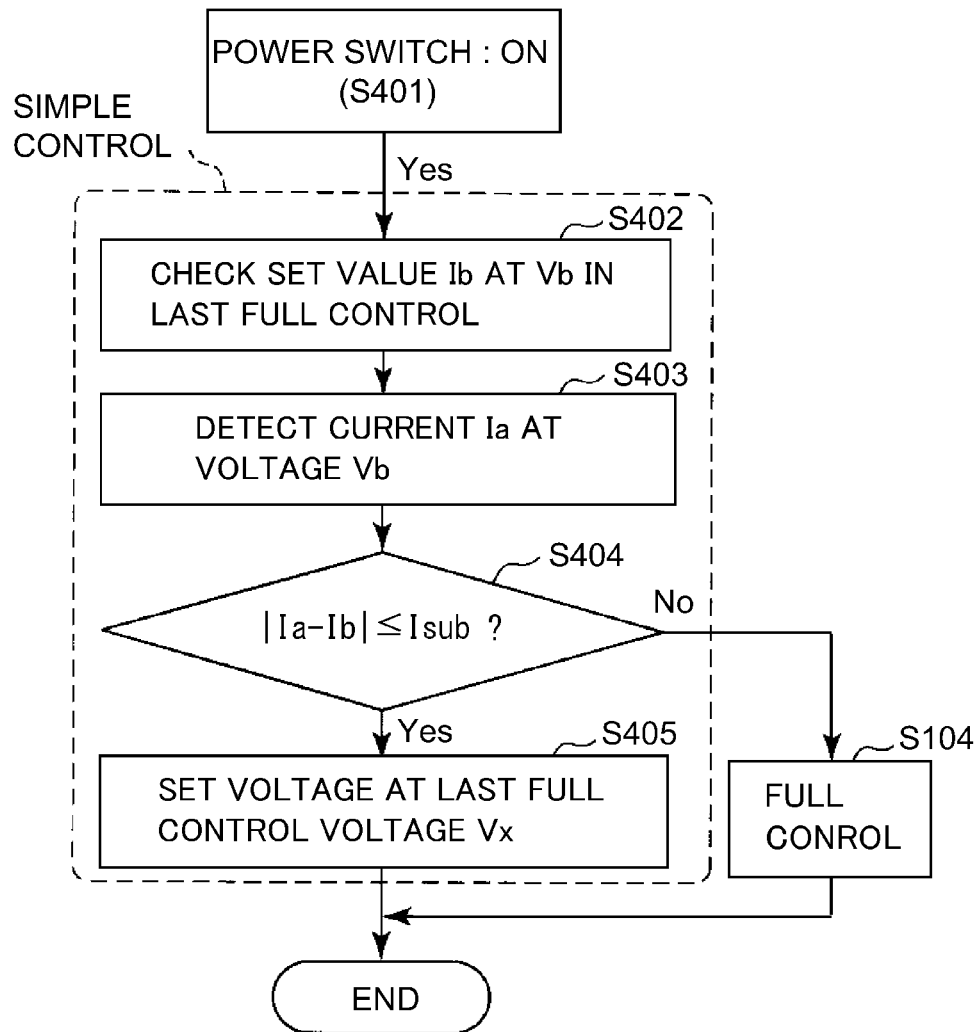 POWER SWITCH : ON
(S401)
SIMPLE
CONTROL
Yes
S402
CHECK SET VALUE Ib AT Vb IN
LAST FULL CONTROL
S403
DETECT CURRENT Ia AT
VOLTAGE Vb
S404
|Ia-Ib|≦Isub ?
No
Yes
S405
SET VOLTAGE AT LAST FULL
CONTROL VOLTAGE Vx
S104
FULL
CONROL
END